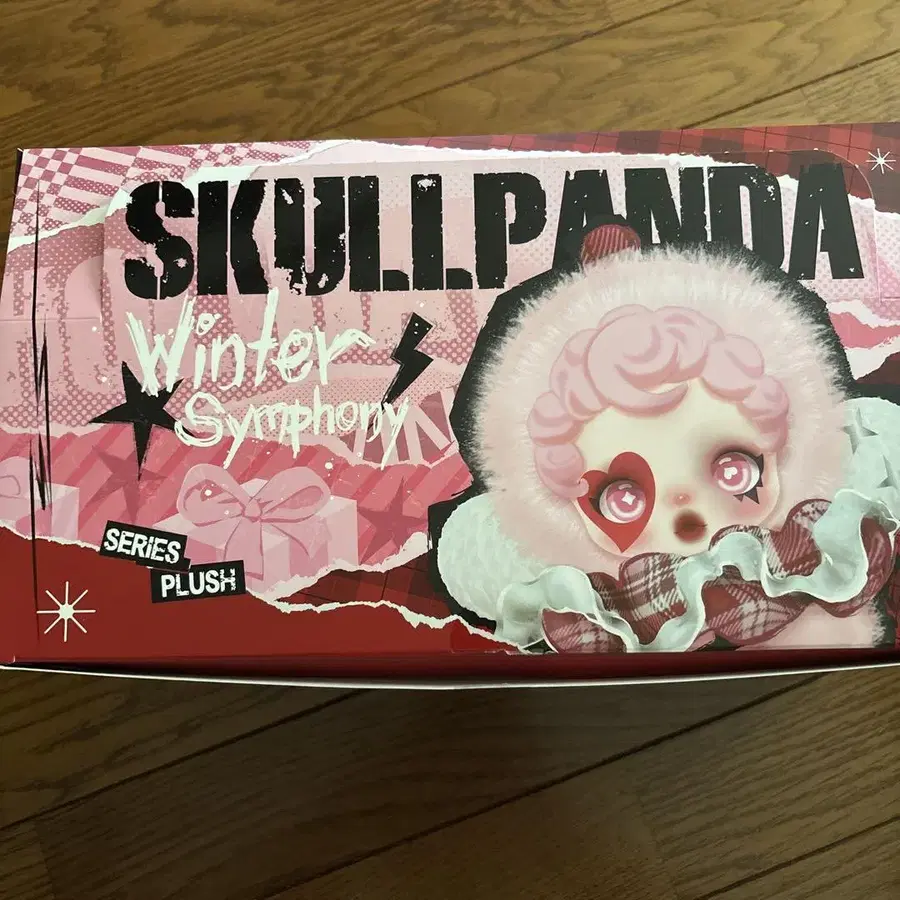 SKULLPANDA
Winter
Symphony
SERIES
PLUSH